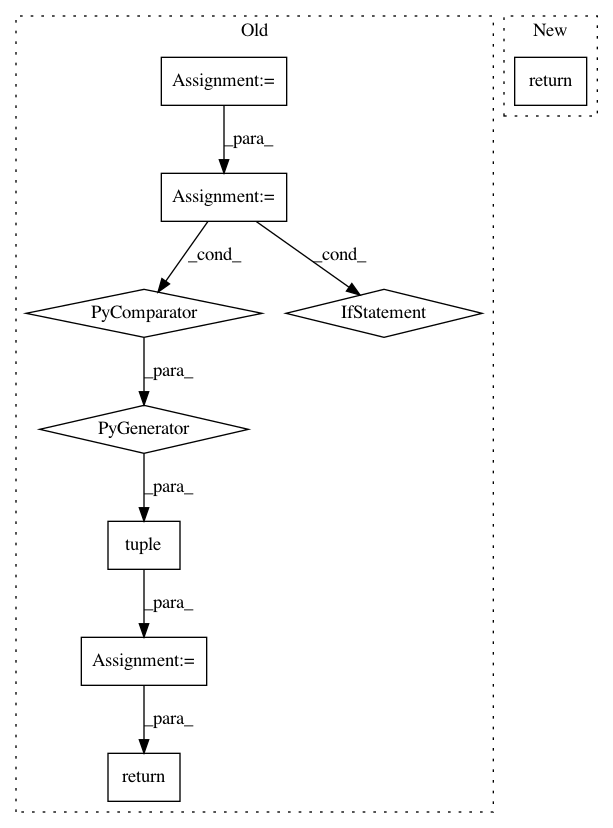 Old
New
Assignment:=
return
_para_
Assignment:=
_cond_
_cond_
PyComparator
IfStatement
_para_
PyGenerator
_para_
tuple
_para_
Assignment:=
_para_
return